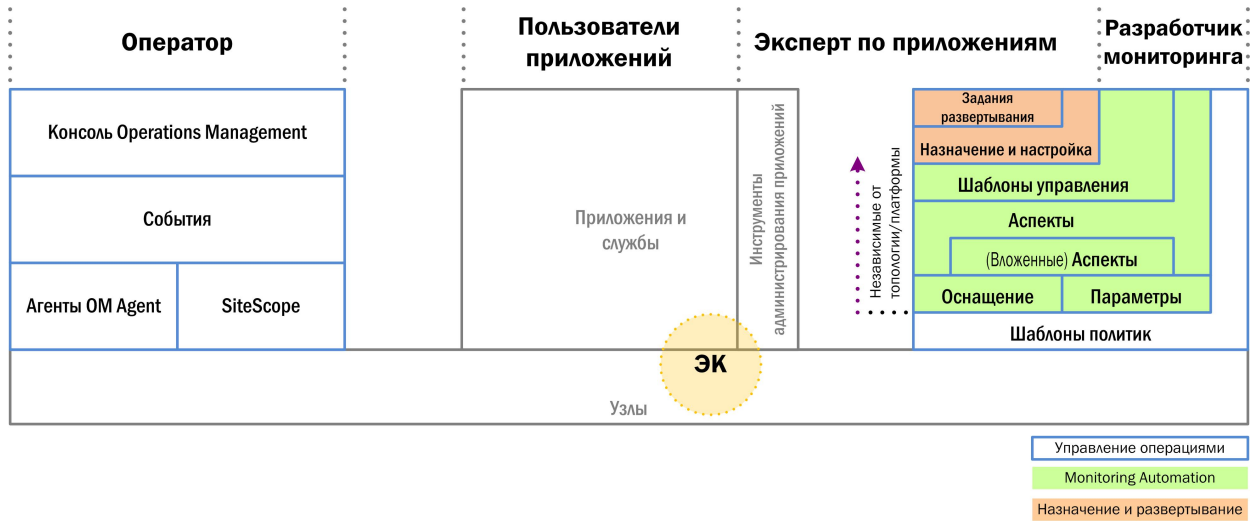 Оператор
Пользователи
приложений
Эксперт по приложениям
Разработчик
мониторинга
Консоль Operations Management
События
Агенты OM Agent
SiteScope
Приложения и
службы
Инструменты
администрирования приложений
Независимые от
топологии/платформы
Задания
развертывания
Назначение и настройка
Шаблоны управления
Аспекты
(Вложенные) Аспекты
Оснащение
Параметры
Шаблоны политик
ЭК
Узлы
Управление операциями
Monitoring Automation
Назначение и развертывание